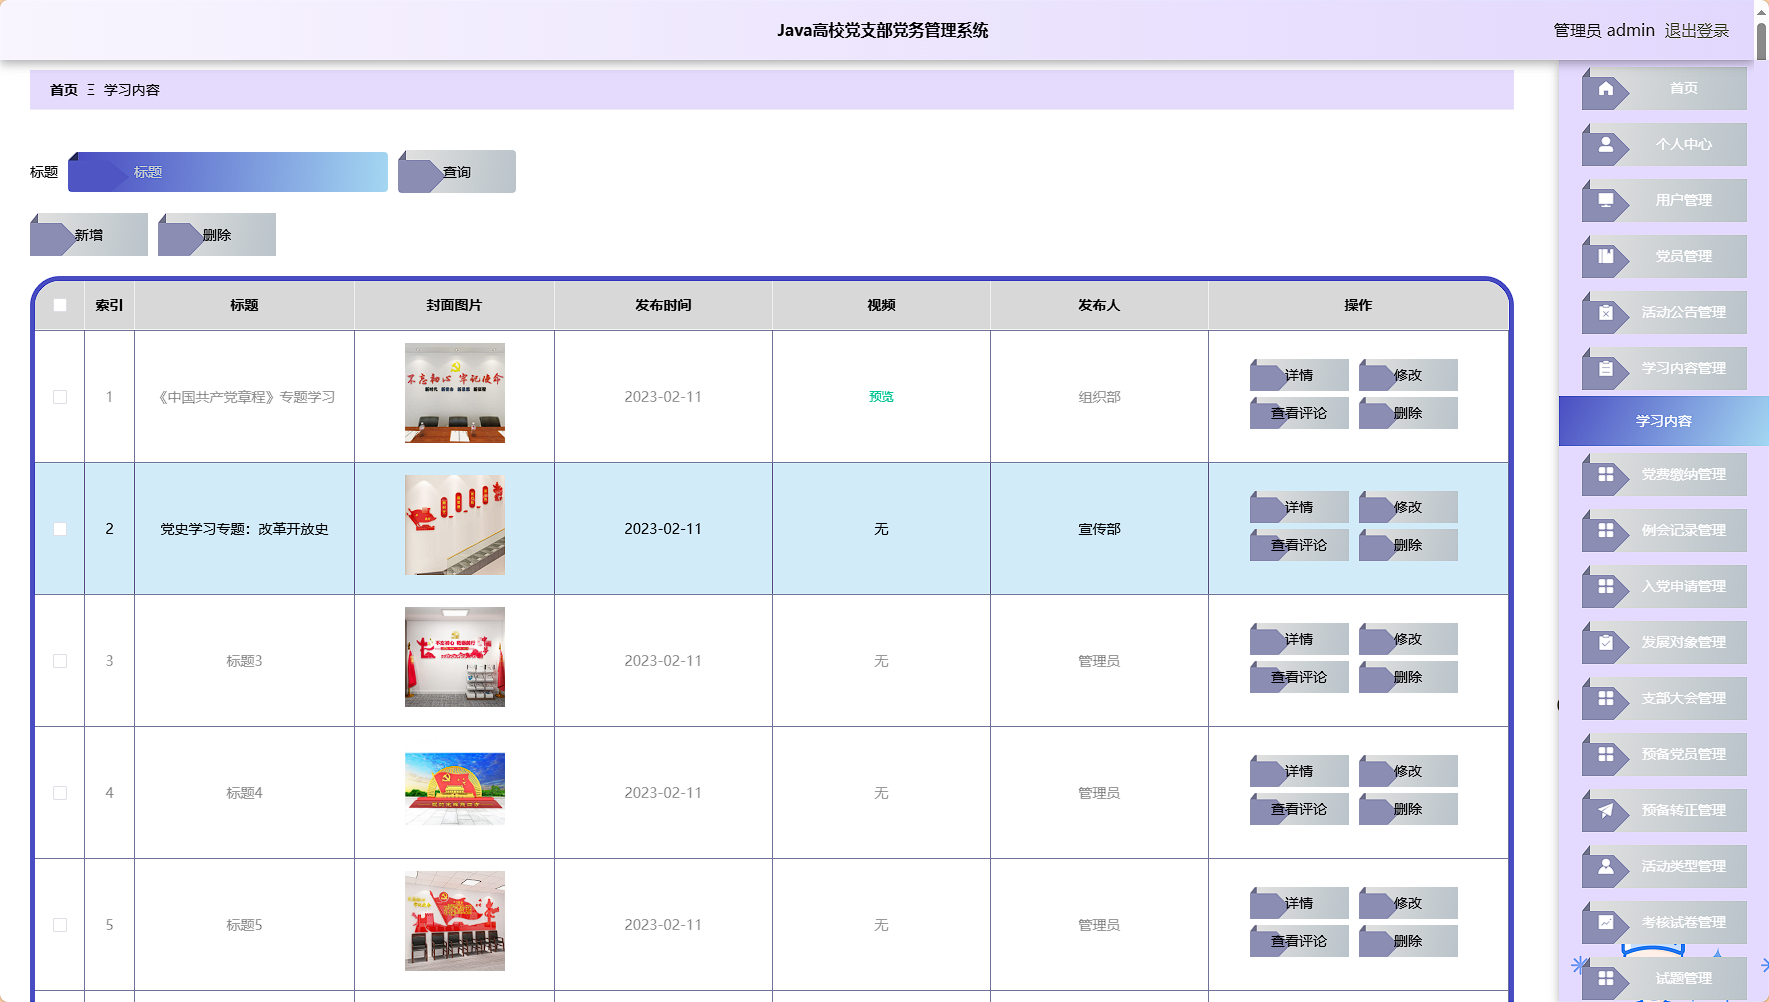 Java高校党支部党务管理系统
管理员 admin 退出登录
首页 Ξ 学习内容
标题 标题 查询
新增 删除
索引 标题 封面图片 发布时间 视频 发布人 操作
不忘初心 牢记使命
1 《中国共产党章程》专题学习 2023-02-11 预览 组织部 详情 修改
查看评论 删除
2 党史学习专题：改革开放史 2023-02-11 无 宣传部 详情 修改
查看评论 删除
3 标题3 2023-02-11 无 管理员 详情 修改
查看评论 删除
4 标题4 2023-02-11 无 管理员 详情 修改
查看评论 删除
5 标题5 2023-02-11 无 管理员 详情 修改
查看评论 删除
首页
个人中心
用户管理
党员管理
活动公告管理
学习内容管理
学习内容
党费缴纳管理
例会记录管理
入党申请管理
发展对象管理
支部大会管理
预备党员管理
预备转正管理
活动类型管理
考核试卷管理
试题管理